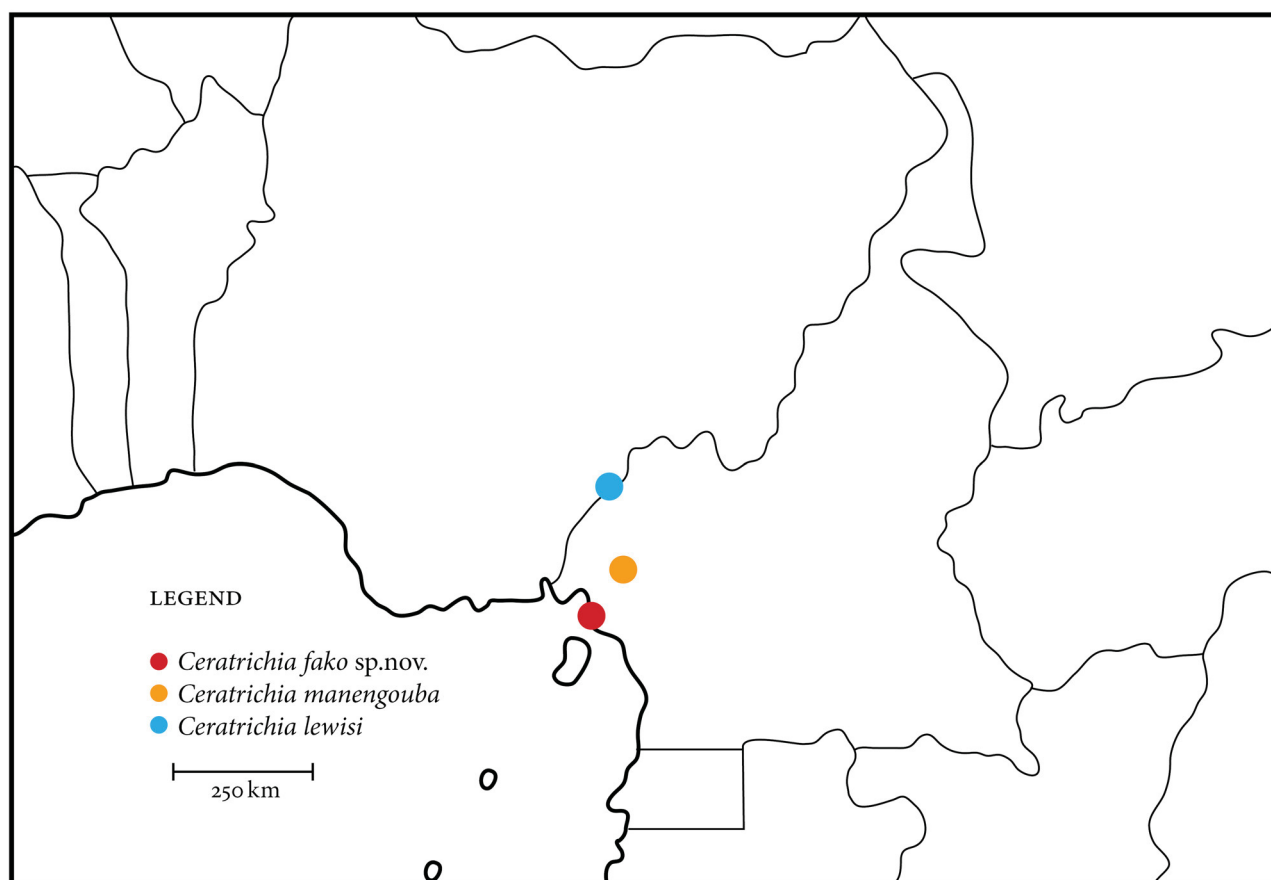 LEGEND
Ceratrichia fako sp.nov.
Ceratrichia manengouba
Ceratrichia lewisi
250 km